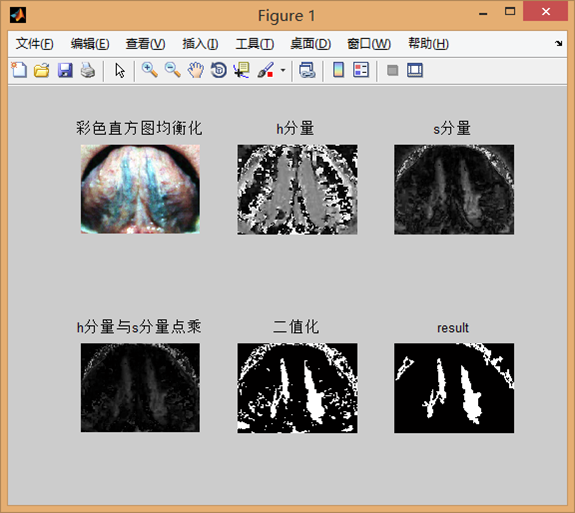 Figure 1
文件(F) 编辑(E) 查看(V) 插入(I) 工具(T) 桌面(D) 窗口(W) 帮助(H)
彩色直方图均衡化 h分量 s分量
h分量与s分量点乘 二值化 result